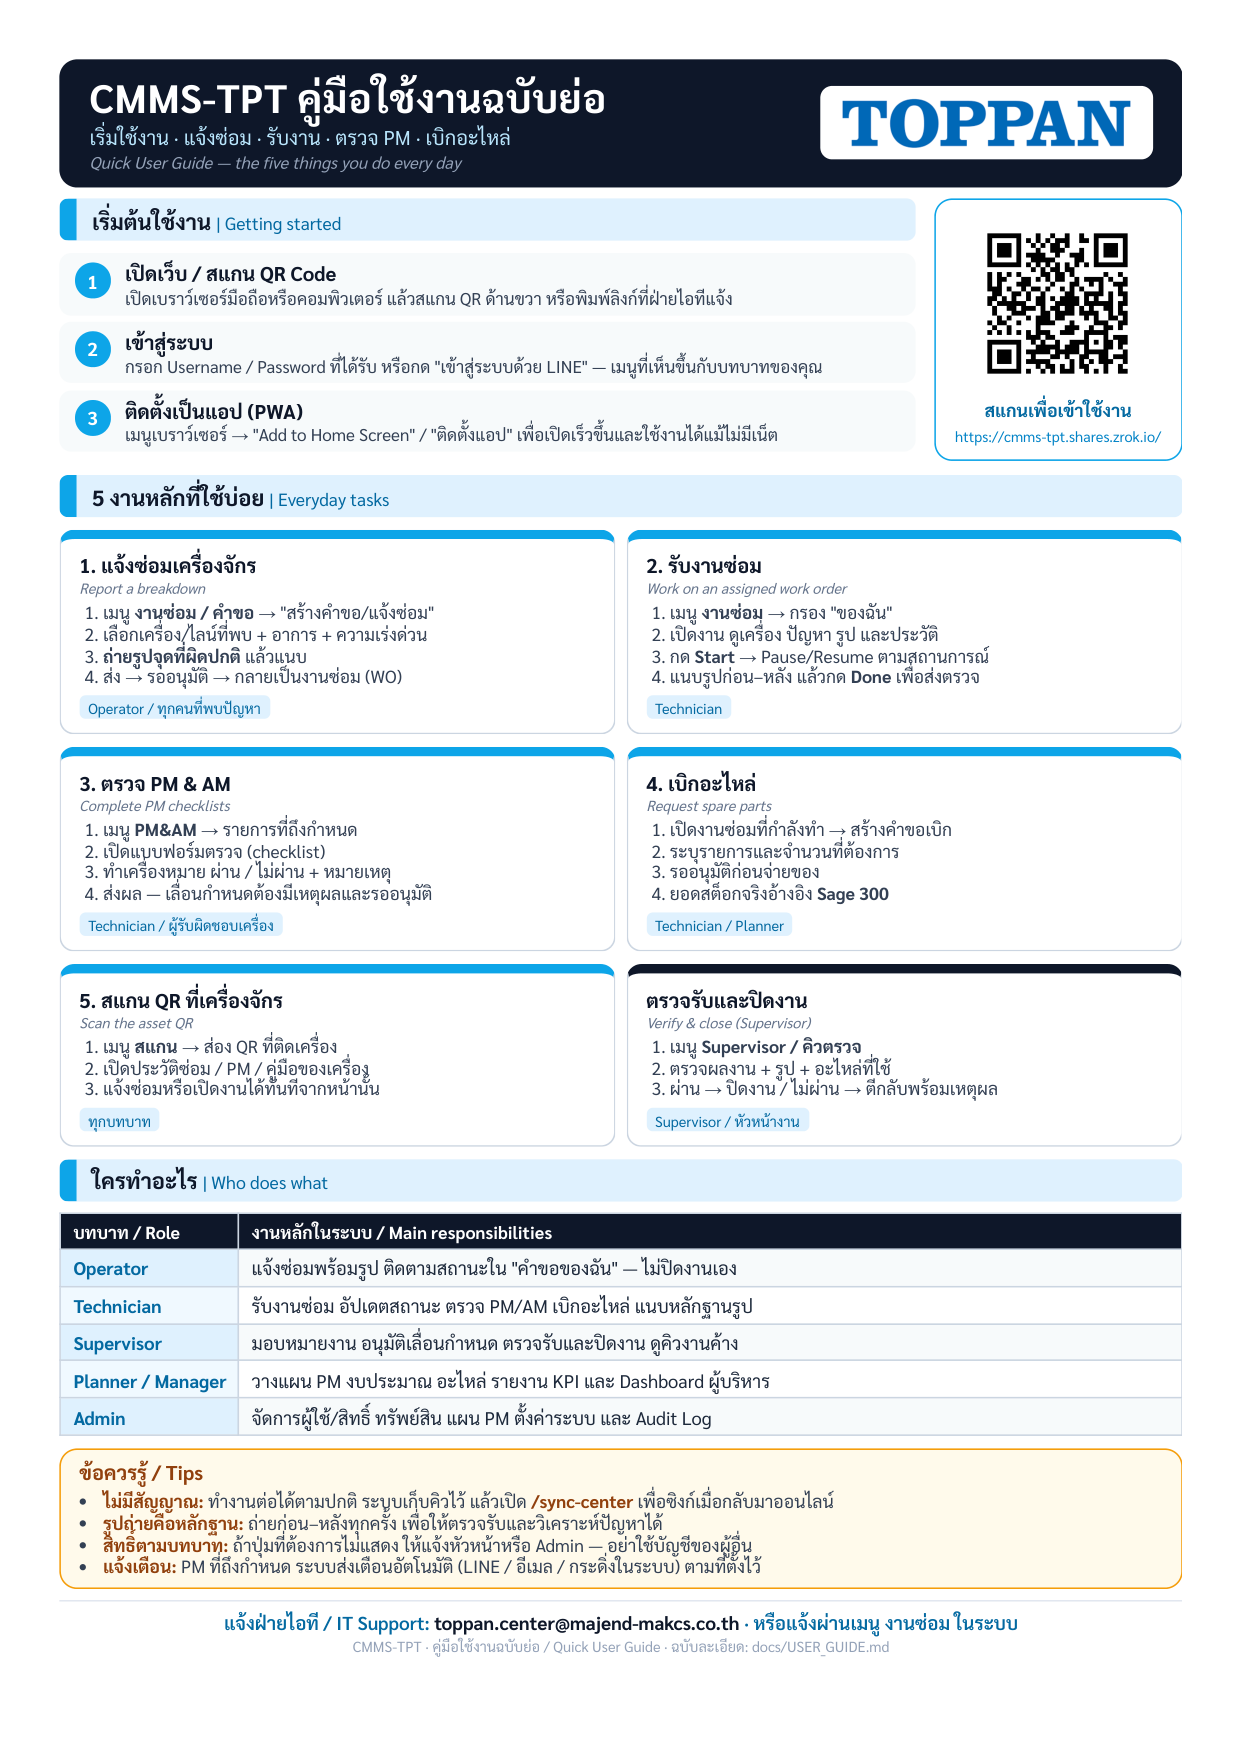 CMMS-TPT คู่มือใช้งานฉบับย่อ
เริ่มใช้งาน · แจ้งซ่อม · รับงาน · ตรวจ PM · เบิกอะไหล่
Quick User Guide — the five things you do every day
TOPPAN
เริ่มต้นใช้งาน | Getting started
1
เปิดเว็บ / สแกน QR Code
เปิดเบราว์เซอร์มือถือหรือคอมพิวเตอร์ แล้วสแกน QR ด้านขวา หรือพิมพ์ลิงก์ที่ฝ่ายไอทีแจ้ง
2
เข้าสู่ระบบ
กรอก Username / Password ที่ได้รับ หรือกด "เข้าสู่ระบบด้วย LINE" — เมนูที่เห็นขึ้นกับบทบาทของคุณ
3
ติดตั้งเป็นแอป (PWA)
เมนูเบราว์เซอร์ → "Add to Home Screen" / "ติดตั้งแอป" เพื่อเปิดเร็วขึ้นและใช้งานได้แม้ไม่มีเน็ต
สแกนเพื่อเข้าใช้งาน
https://cmms-tpt.shares.zrok.io/
5 งานหลักที่ใช้บ่อย | Everyday tasks
1. แจ้งซ่อมเครื่องจักร
Report a breakdown
1. เมนู งานซ่อม / คำขอ → "สร้างคำขอ/แจ้งซ่อม"
2. เลือกเครื่อง/ไลน์ที่พบ + อาการ + ความเร่งด่วน
3. ถ่ายรูปจุดที่ผิดปกติ แล้วแนบ
4. ส่ง → รออนุมัติ → กลายเป็นงานซ่อม (WO)
Operator / ทุกคนที่พบปัญหา
2. รับงานซ่อม
Work on an assigned work order
1. เมนู งานซ่อม → กรอง "ของฉัน"
2. เปิดงาน ดูเครื่อง ปัญหา รูป และประวัติ
3. กด Start → Pause/Resume ตามสถานการณ์
4. แนบรูปก่อน–หลัง แล้วกด Done เพื่อส่งตรวจ
Technician
3. ตรวจ PM & AM
Complete PM checklists
1. เมนู PM&AM → รายการที่ถึงกำหนด
2. เปิดแบบฟอร์มตรวจ (checklist)
3. ทำเครื่องหมาย ผ่าน / ไม่ผ่าน + หมายเหตุ
4. ส่งผล — เลื่อนกำหนดต้องมีเหตุผลและรออนุมัติ
Technician / ผู้รับผิดชอบเครื่อง
4. เบิกอะไหล่
Request spare parts
1. เปิดงานซ่อมที่กำลังทำ → สร้างคำขอเบิก
2. ระบุรายการและจำนวนที่ต้องการ
3. รออนุมัติก่อนจ่ายของ
4. ยอดสต็อกจริงอ้างอิง Sage 300
Technician / Planner
5. สแกน QR ที่เครื่องจักร
Scan the asset QR
1. เมนู สแกน → ส่อง QR ที่ติดเครื่อง
2. เปิดประวัติซ่อม / PM / คู่มือของเครื่อง
3. แจ้งซ่อมหรือเปิดงานได้ทันทีจากหน้านั้น
ทุกบทบาท
ตรวจรับและปิดงาน
Verify & close (Supervisor)
1. เมนู Supervisor / คิวตรวจ
2. ตรวจผลงาน + รูป + อะไหล่ที่ใช้
3. ผ่าน → ปิดงาน / ไม่ผ่าน → ตีกลับพร้อมเหตุผล
Supervisor / หัวหน้างาน
ใครทำอะไร | Who does what
บทบาท / Role งานหลักในระบบ / Main responsibilities
Operator แจ้งซ่อมพร้อมรูป ติดตามสถานะใน "คำขอของฉัน" — ไม่ปิดงานเอง
Technician รับงานซ่อม อัปเดตสถานะ ตรวจ PM/AM เบิกอะไหล่ แนบหลักฐานรูป
Supervisor มอบหมายงาน อนุมัติเลื่อนกำหนด ตรวจรับและปิดงาน ดูคิวงานค้าง
Planner / Manager วางแผน PM งบประมาณ อะไหล่ รายงาน KPI และ Dashboard ผู้บริหาร
Admin จัดการผู้ใช้/สิทธิ์ ทรัพย์สิน แผน PM ตั้งค่าระบบ และ Audit Log
ข้อควรรู้ / Tips
• ไม่มีสัญญาณ: ทำงานต่อได้ตามปกติ ระบบเก็บคิวไว้ แล้วเปิด /sync-center เพื่อซิงก์เมื่อกลับมาออนไลน์
• รูปถ่ายคือหลักฐาน: ถ่ายก่อน–หลังทุกครั้ง เพื่อให้ตรวจรับและวิเคราะห์ปัญหาได้
• สิทธิ์ตามบทบาท: ถ้าปุ่มที่ต้องการไม่แสดง ให้แจ้งหัวหน้าหรือ Admin — อย่าใช้บัญชีของผู้อื่น
• แจ้งเตือน: PM ที่ถึงกำหนด ระบบส่งเตือนอัตโนมัติ (LINE / อีเมล / กระดิ่งในระบบ) ตามที่ตั้งไว้
แจ้งฝ่ายไอที / IT Support: toppan.center@majend-makcs.co.th · หรือแจ้งผ่านเมนู งานซ่อม ในระบบ
CMMS-TPT · คู่มือใช้งานฉบับย่อ / Quick User Guide · ฉบับละเอียด: docs/USER_GUIDE.md